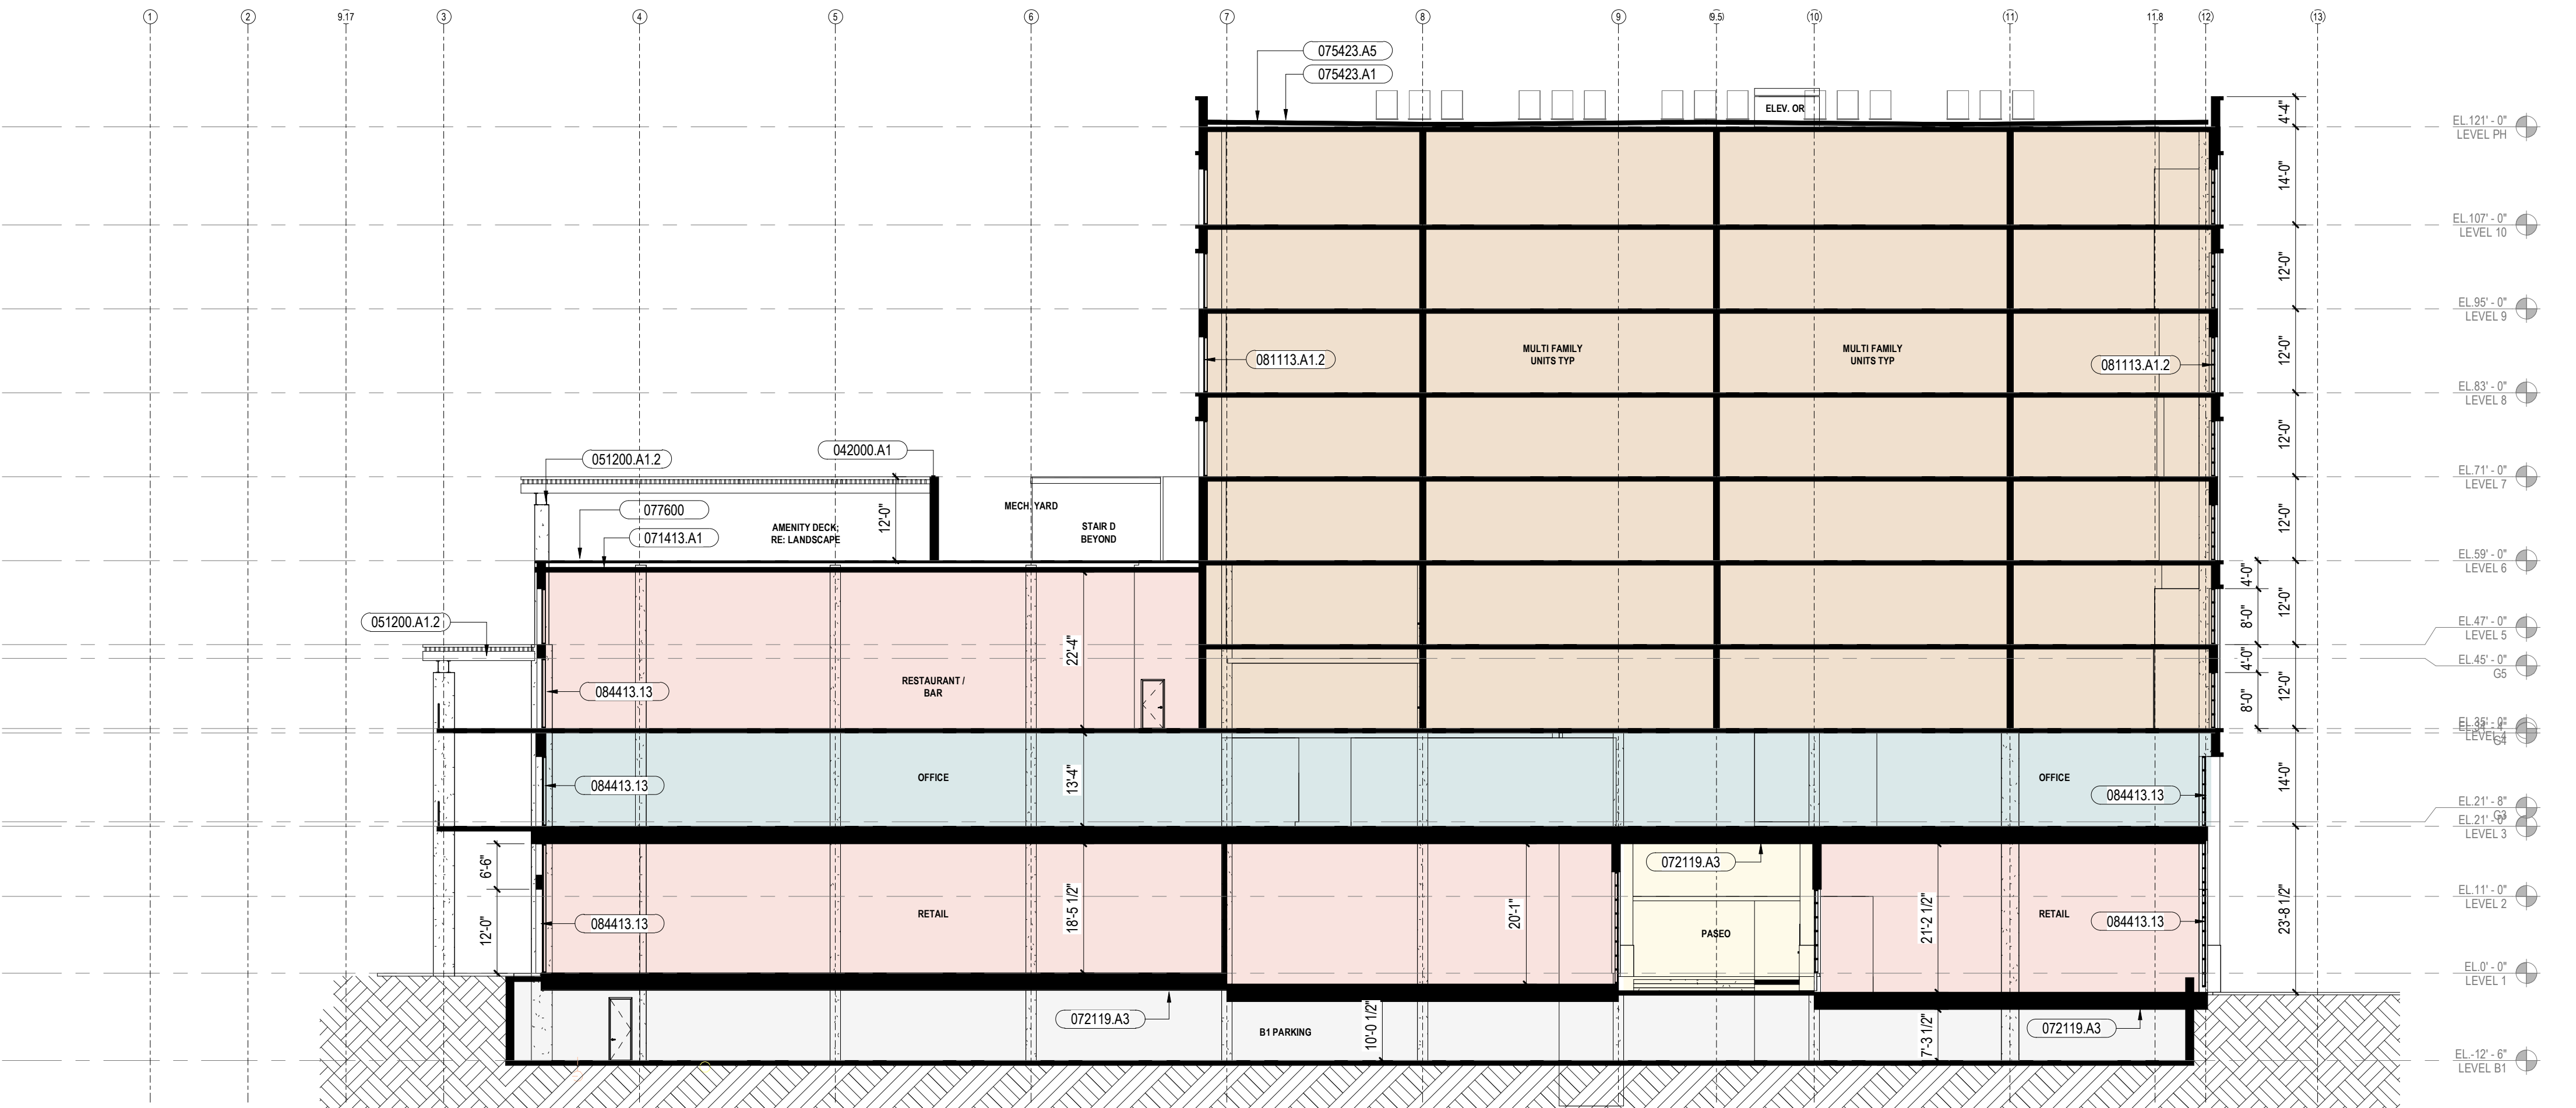 1
2
9.17
3
4
5
6
7
8
9
9.5
10
11
11.8
12
13
075423.A5
075423.A1
ELEV. OR
4'-4"
EL.121' - 0"
LEVEL PH
14'-0"
EL.107' - 0"
LEVEL 10
12'-0"
EL.95' - 0"
LEVEL 9
081113.A1.2
MULTI FAMILY
UNITS TYP
MULTI FAMILY
UNITS TYP
081113.A1.2
12'-0"
EL.83' - 0"
LEVEL 8
12'-0"
051200.A1.2
042000.A1
EL.71' - 0"
LEVEL 7
077600
071413.A1
AMENITY DECK;
RE: LANDSCAPE
12'-0"
MECH. YARD
STAIR D
BEYOND
12'-0"
EL.59' - 0"
LEVEL 6
4'-0"
8'-0"
12'-0"
051200.A1.2
EL.47' - 0"
LEVEL 5
22'-4"
084413.13
RESTAURANT /
BAR
4'-0"
8'-0"
12'-0"
EL.45' - 0"
G5
EL.35' - 0"
LEVEL 4
G4
084413.13
OFFICE
13'-4"
OFFICE
084413.13
14'-0"
EL.21' - 8"
G3
EL.21' - 0"
LEVEL 3
6'-6"
12'-0"
084413.13
RETAIL
18'-5 1/2"
20'-1"
072119.A3
PASEO
21'-2 1/2"
RETAIL
084413.13
23'-8 1/2"
EL.11' - 0"
LEVEL 2
EL.0' - 0"
LEVEL 1
072119.A3
B1 PARKING
10'-0 1/2"
7'-3 1/2"
072119.A3
EL.-12' - 6"
LEVEL B1